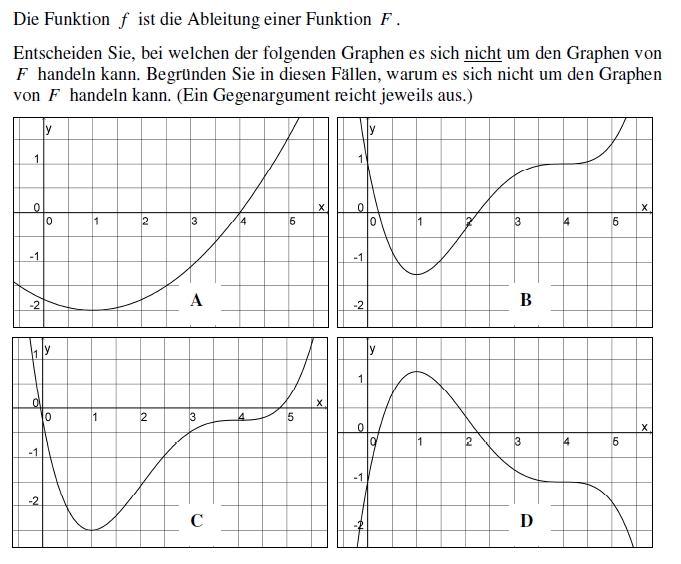 Die Funktion f ist die Ableitung einer Funktion F .
Entscheiden Sie, bei welchen der folgenden Graphen es sich nicht um den Graphen von
F handeln kann. Begründen Sie in diesen Fällen, warum es sich nicht um den Graphen
von F handeln kann. (Ein Gegenargument reicht jeweils aus.)
y
1
0
x
0 1 2 3 4 5
-1
-2
A
y
1
0
x
0 1 2 3 4 5
-1
-2
B
y
1
0
x
0 1 2 3 4 5
-1
-2
C
y
1
0
x
0 1 2 3 4 5
-1
-2
D